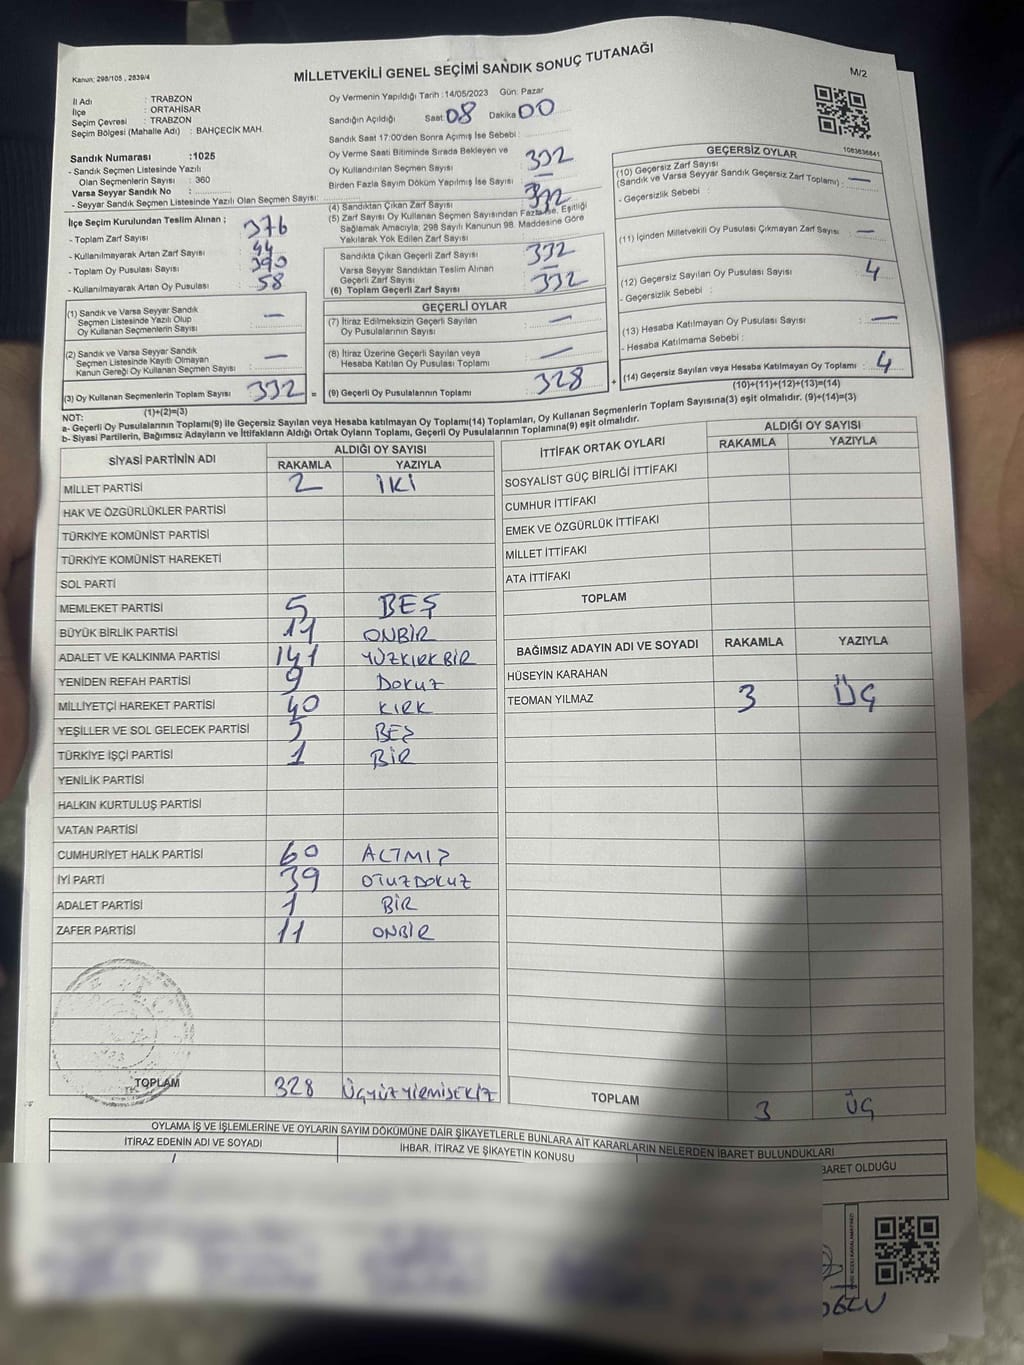 Kanun: 298/105 , 2839/4
MİLLETVEKİLİ GENEL SEÇİMİ SANDIK SONUÇ TUTANAĞI
M/2
İl Adı : TRABZON
İlçe : ORTAHİSAR
Seçim Çevresi : TRABZON
Seçim Bölgesi (Mahalle Adı) : BAHÇECİK MAH.
Sandık Numarası :1025
- Sandık Seçmen Listesinde Yazılı
Olan Seçmenlerin Sayısı : 360
Varsa Seyyar Sandık No :
- Seyyar Sandık Seçmen Listesinde Yazılı Olan Seçmen Sayısı:
İlçe Seçim Kurulundan Teslim Alınan ;
- Toplam Zarf Sayısı 376
- Kullanılmayarak Artan Zarf Sayısı 44
- Toplam Oy Pusulası Sayısı 390
- Kullanılmayarak Artan Oy Pusulası 58
(1) Sandık ve Varsa Seyyar Sandık
Seçmen Listesinde Yazılı Olup
Oy Kullanan Seçmenlerin Sayısı : —
(2) Sandık ve Varsa Seyyar Sandık
Seçmen Listesinde Kayıtlı Olmayan
Kanun Gereği Oy Kullanan Seçmen Sayısı : —
(3) Oy Kullanan Seçmenlerin Toplam Sayısı 332 =
(1)+(2)=(3)
Oy Vermenin Yapıldığı Tarih :14/05/2023 Gün: Pazar
Sandığın Açıldığı Saat: 08 Dakika 00
Sandık Saat 17:00'den Sonra Açımış İse Sebebi :
Oy Verme Saati Bitiminde Sırada Bekleyen ve
Oy Kullandırılan Seçmen Sayısı : 332
Birden Fazla Sayım Döküm Yapılmış İse Sayısı : —
(4) Sandıktan Çıkan Zarf Sayısı 332
(5) Zarf Sayısı Oy Kullanan Seçmen Sayısından Fazla ise, Eşitliği
Sağlamak Amacıyla, 298 Sayılı Kanunun 98. Maddesine Göre
Yakılarak Yok Edilen Zarf Sayısı :
Sandıkta Çıkan Geçerli Zarf Sayısı 332
Varsa Seyyar Sandıktan Teslim Alınan
Geçerli Zarf Sayısı : —
(6) Toplam Geçerli Zarf Sayısı : 332
GEÇERLİ OYLAR
(7) İtiraz Edilmeksizin Geçerli Sayılan
Oy Pusulalarının Sayısı : —
(8) İtiraz Üzerine Geçerli Sayılan veya
Hesaba Katılan Oy Pusulası Toplamı : —
(9) Geçerli Oy Pusulalarının Toplamı 328 +
1083636841
GEÇERSİZ OYLAR
(10) Geçersiz Zarf Sayısı
(Sandık ve Varsa Seyyar Sandık Geçersiz Zarf Toplamı) : —
- Geçersizlik Sebebi :
(11) İçinden Milletvekili Oy Pusulası Çıkmayan Zarf Sayısı —
(12) Geçersiz Sayılan Oy Pusulası Sayısı : 4
- Geçersizlik Sebebi :
(13) Hesaba Katılmayan Oy Pusulası Sayısı : —
- Hesaba Katılmama Sebebi :
(14) Geçersiz Sayılan veya Hesaba Katılmayan Oy Pusulası Toplamı : 4
(10)+(11)+(12)+(13)=(14)
NOT:
a- Geçerli Oy Pusulalarının Toplamı(9) ile Geçersiz Sayılan veya Hesaba katılmayan Oy Toplamı(14) Toplamları, Oy Kullanan Seçmenlerin Toplam Sayısına(3) eşit olmalıdır. (9)+(14)=(3)
b- Siyasi Partilerin, Bağımsız Adayların ve İttifakların Aldığı Ortak Oyların Toplamı, Geçerli Oy Pusulalarının Toplamına(9) eşit olmalıdır.
SİYASİ PARTİNİN ADI ALDIĞI OY SAYISI
RAKAMLA YAZIYLA
MİLLET PARTİSİ 2 İKİ
HAK VE ÖZGÜRLÜKLER PARTİSİ
TÜRKİYE KOMÜNİST PARTİSİ
TÜRKİYE KOMÜNİST HAREKETİ
SOL PARTİ
MEMLEKET PARTİSİ 5 BEŞ
BÜYÜK BİRLİK PARTİSİ 11 ONBİR
ADALET VE KALKINMA PARTİSİ 141 YÜZKIRKBİR
YENİDEN REFAH PARTİSİ 9 DOKUZ
MİLLİYETÇİ HAREKET PARTİSİ 40 KIRK
YEŞİLLER VE SOL GELECEK PARTİSİ 5 BEŞ
TÜRKİYE İŞÇİ PARTİSİ 1 BİR
YENİLİK PARTİSİ
HALKIN KURTULUŞ PARTİSİ
VATAN PARTİSİ
CUMHURİYET HALK PARTİSİ 60 ALTMIŞ
İYİ PARTİ 39 OTUZDOKUZ
ADALET PARTİSİ 1 BİR
ZAFER PARTİSİ 11 ONBİR
TOPLAM 328 ÜÇYÜZYİRMİSEKİZ
İTTİFAK ORTAK OYLARI ALDIĞI OY SAYISI
RAKAMLA YAZIYLA
SOSYALİST GÜÇ BİRLİĞİ İTTİFAKI
CUMHUR İTTİFAKI
EMEK VE ÖZGÜRLÜK İTTİFAKI
MİLLET İTTİFAKI
ATA İTTİFAKI
TOPLAM
BAĞIMSIZ ADAYIN ADI VE SOYADI RAKAMLA YAZIYLA
HÜSEYİN KARAHAN
TEOMAN YILMAZ 3 ÜÇ
TOPLAM 3 ÜÇ
OYLAMA İŞ VE İŞLEMLERİNE VE OYLARIN SAYIM DÖKÜMÜNE DAİR ŞİKAYETLERLE BUNLARA AİT KARARLARIN NELERDEN İBARET BULUNDUKLARI
İTİRAZ EDENİN ADI VE SOYADI İHBAR, İTİRAZ VE ŞİKAYETİN KONUSU BARET OLDUĞU